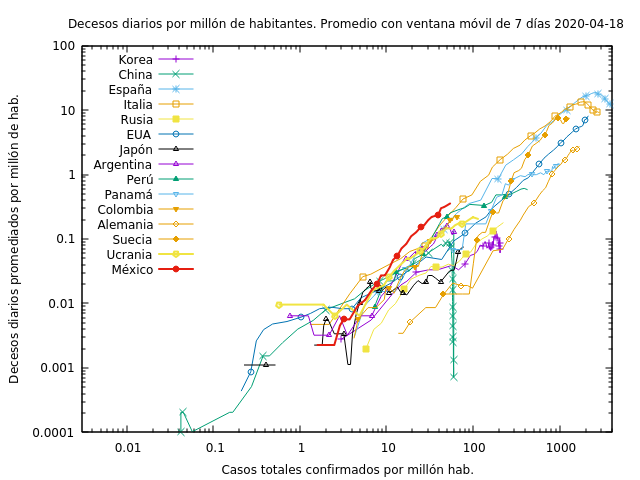 Decesos diarios por millón de habitantes. Promedio con ventana móvil de 7 días 2020-04-18
Decesos diarios promediados por millón de hab.
100
10
1
0.1
0.01
0.001
0.0001
Korea
China
España
Italia
Rusia
EUA
Japón
Argentina
Perú
Panamá
Colombia
Alemania
Suecia
Ucrania
México
0.01 0.1 1 10 100 1000
Casos totales confirmados por millón hab.